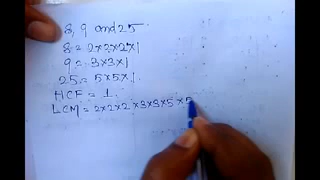 8, 9 and 25.
8 = 2×2×2×1
9 = 3×3×1
25 = 5×5×1.
HCF = 1.
LCM = 2×2×2×3×3×5×5